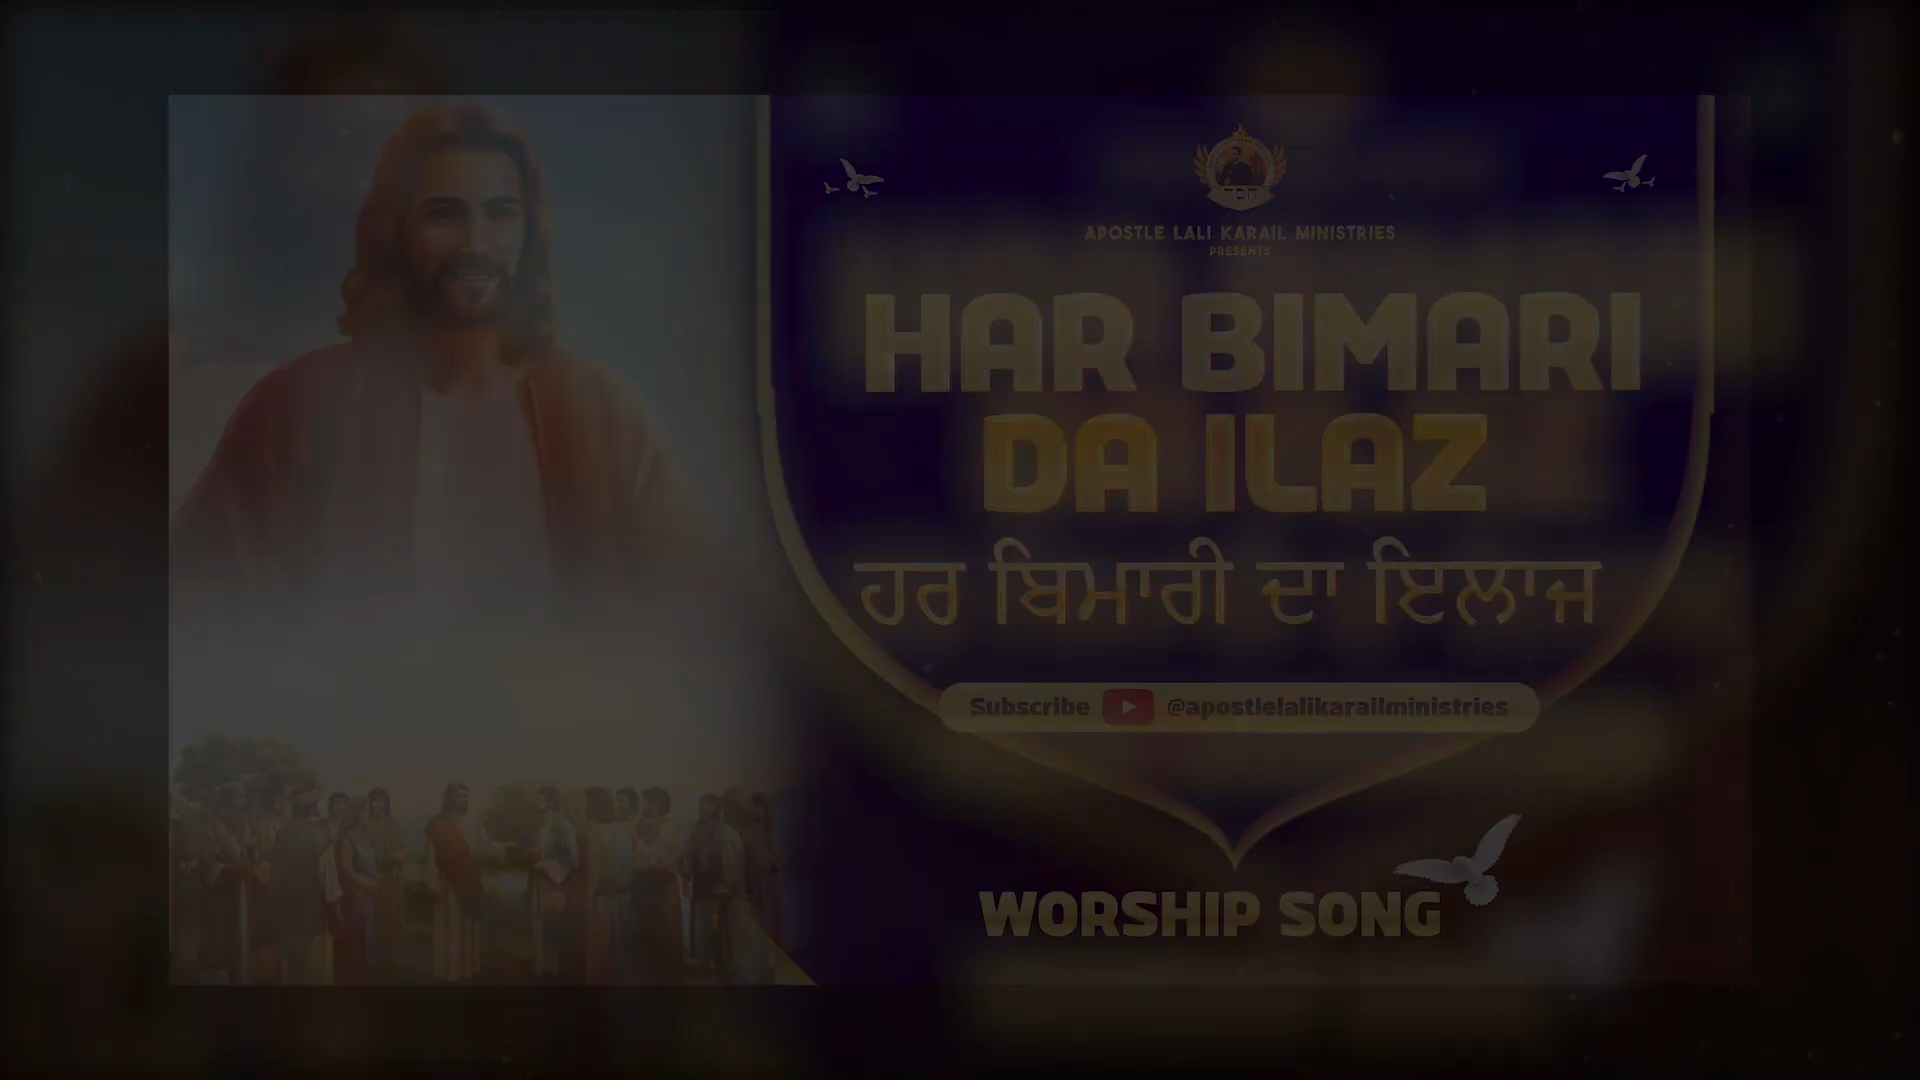 APOSTLE LALI KARAIL MINISTRIES
PRESENTS
HAR BIMARI
DA ILAZ
ਹਰ ਬਿਮਾਰੀ ਦਾ ਇਲਾਜ
Subscribe @apostlelalikarailministries
WORSHIP SONG